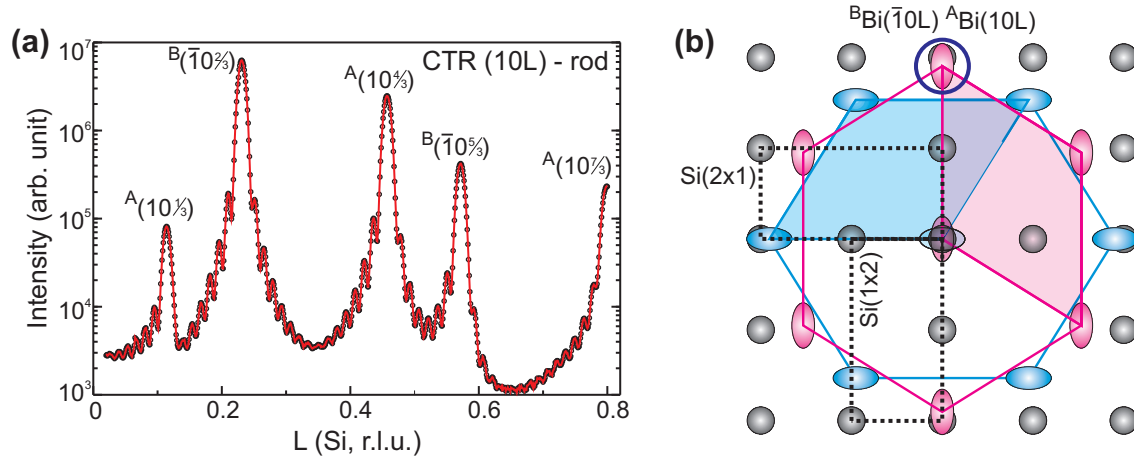 (a)
10⁷
10⁶
10⁵
10⁴
10³
Intensity (arb. unit)
CTR (10L) - rod
ᴬ(10⅓)
ᴮ(1̅0⅔)
ᴬ(10⁴⁄₃)
ᴮ(1̅0⁵⁄₃)
ᴬ(10⁷⁄₃)
0
0.2
0.4
0.6
0.8
L (Si, r.l.u.)
(b)
ᴮBi(1̅0L) ᴬBi(10L)
Si(2x1)
Si(1x2)